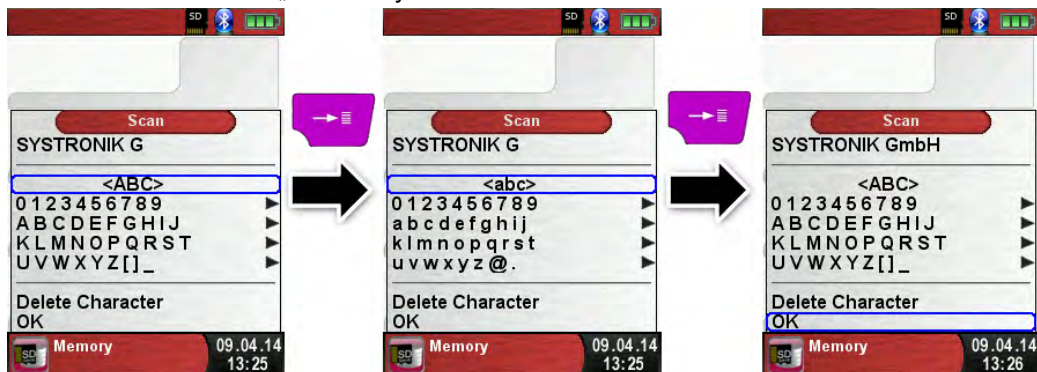 SD
Scan
SYSTRONIK G
<ABC>
0 1 2 3 4 5 6 7 8 9
A B C D E F G H I J
K L M N O P Q R S T
U V W X Y Z [ ] _
Delete Character
OK
SD
Memory
09.04.14
13:25
SD
Scan
SYSTRONIK G
<abc>
0 1 2 3 4 5 6 7 8 9
a b c d e f g h i j
k l m n o p q r s t
u v w x y z @ .
Delete Character
OK
SD
Memory
09.04.14
13:25
SD
Scan
SYSTRONIK GmbH
<ABC>
0 1 2 3 4 5 6 7 8 9
A B C D E F G H I J
K L M N O P Q R S T
U V W X Y Z [ ] _
Delete Character
OK
SD
Memory
09.04.14
13:26